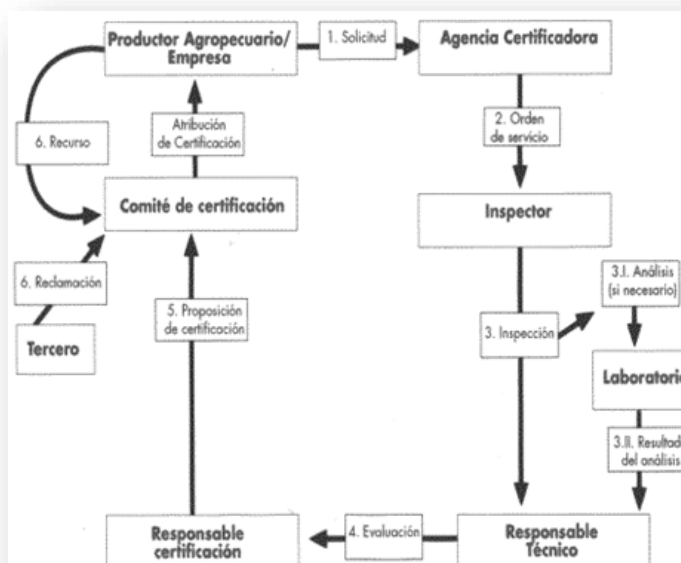 Productor Agropecuario/
Empresa
1. Solicitud
Agencia Certificadora
2. Orden
de servicio
Atribución
de Certificación
6. Recurso
Comité de certificación
Inspector
6. Reclamación
Tercero
5. Proposición
de certificación
3. Inspección
3.I. Análisis
(si necesario)
Laboratorio
3.II. Resultad
del análisis
Responsable
certificación
4. Evaluación
Responsable
Técnico